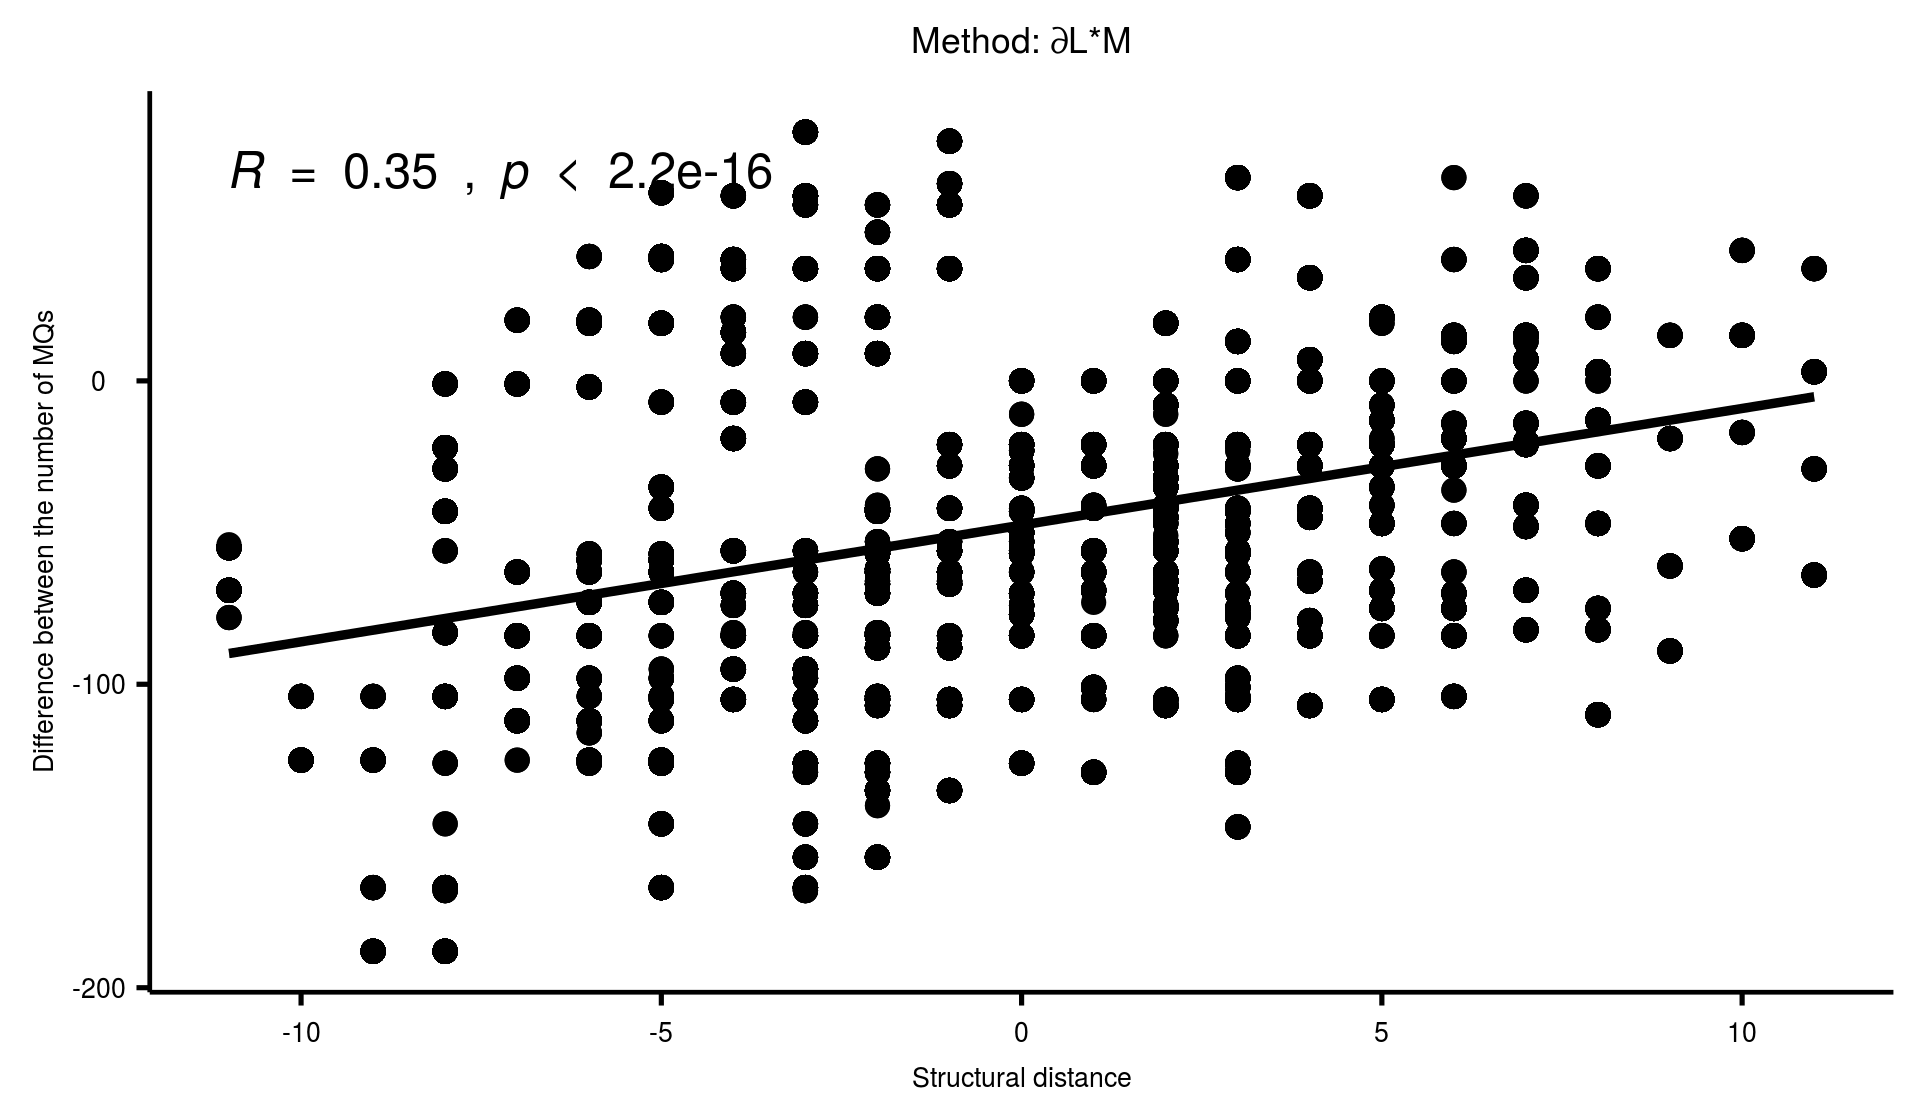 Method: ∂L*M
R = 0.35 , p < 2.2e-16
Difference between the number of MQs
0
-100
-200
-10 -5 0 5 10
Structural distance